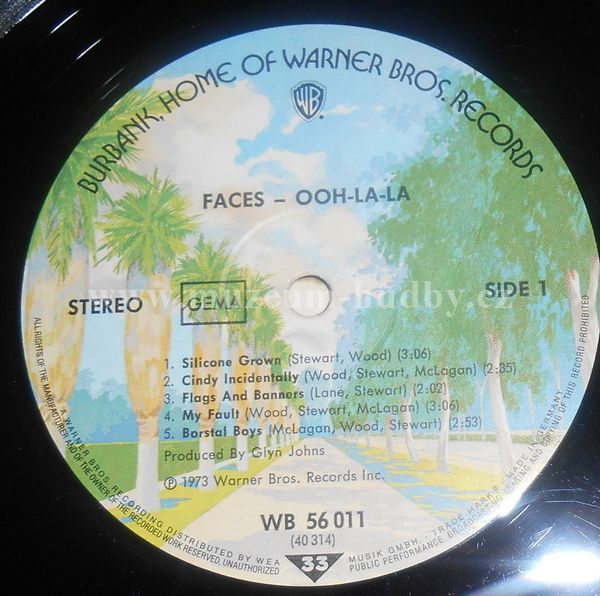 BURBANK, HOME OF WARNER BROS. RECORDS
WB
FACES – OOH-LA-LA
www.muzeum-hudby.cz
STEREO
GEMA
SIDE 1
1. Silicone Grown (Stewart, Wood) (3:06)
2. Cindy Incidentally (Wood, Stewart, McLagan) (2:35)
3. Flags And Banners (Lane, Stewart) (2:02)
4. My Fault (Wood, Stewart, McLagan) (3:06)
5. Borstal Boys (McLagan, Wood, Stewart) (2:53)
Produced By Glyn Johns
℗ 1973 Warner Bros. Records Inc.
WB 56 011
(40 314)
33
ALL RIGHTS OF THE MANUFACTURER AND OF THE OWNER OF THE RECORDED WORK RESERVED, UNAUTHORIZED PUBLIC PERFORMANCE, BROADCASTING, LEASING AND COPYING OF THIS RECORD PROHIBITED
A WARNER BROS. RECORDING DISTRIBUTED BY WEA MUSIK GMBH, TRADE MARK MADE IN GERMANY